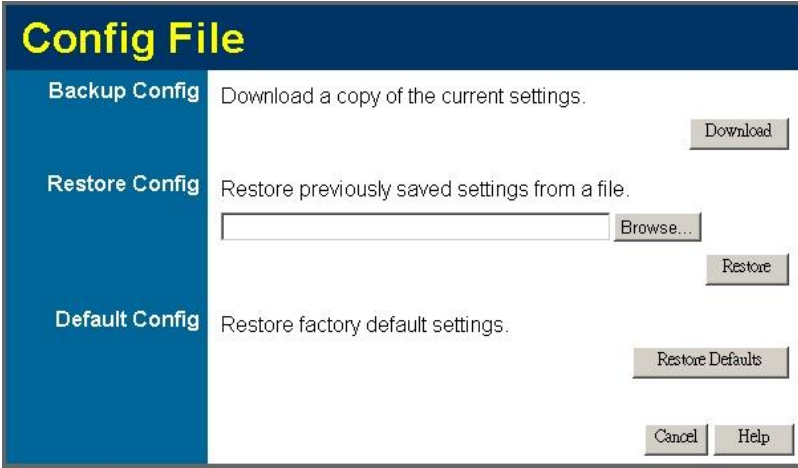 Config File
Backup Config
Download a copy of the current settings.
Download
Restore Config
Restore previously saved settings from a file.
Browse...
Restore
Default Config
Restore factory default settings.
Restore Defaults
Cancel
Help